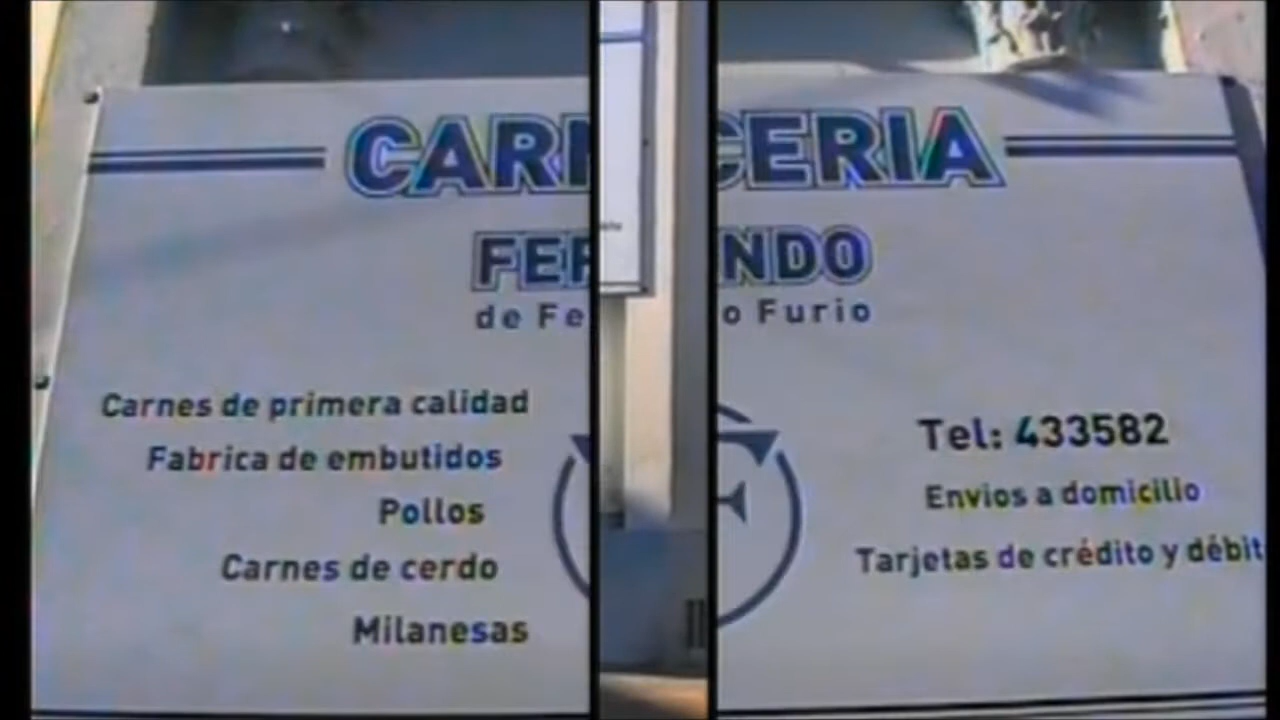 CAR CERIA
FER NDO
de Fe o Furio
Carnes de primera calidad
Fabrica de embutidos
Pollos
Carnes de cerdo
Milanesas
F
Tel: 433582
Envios a domicilio
Tarjetas de crédito y débit